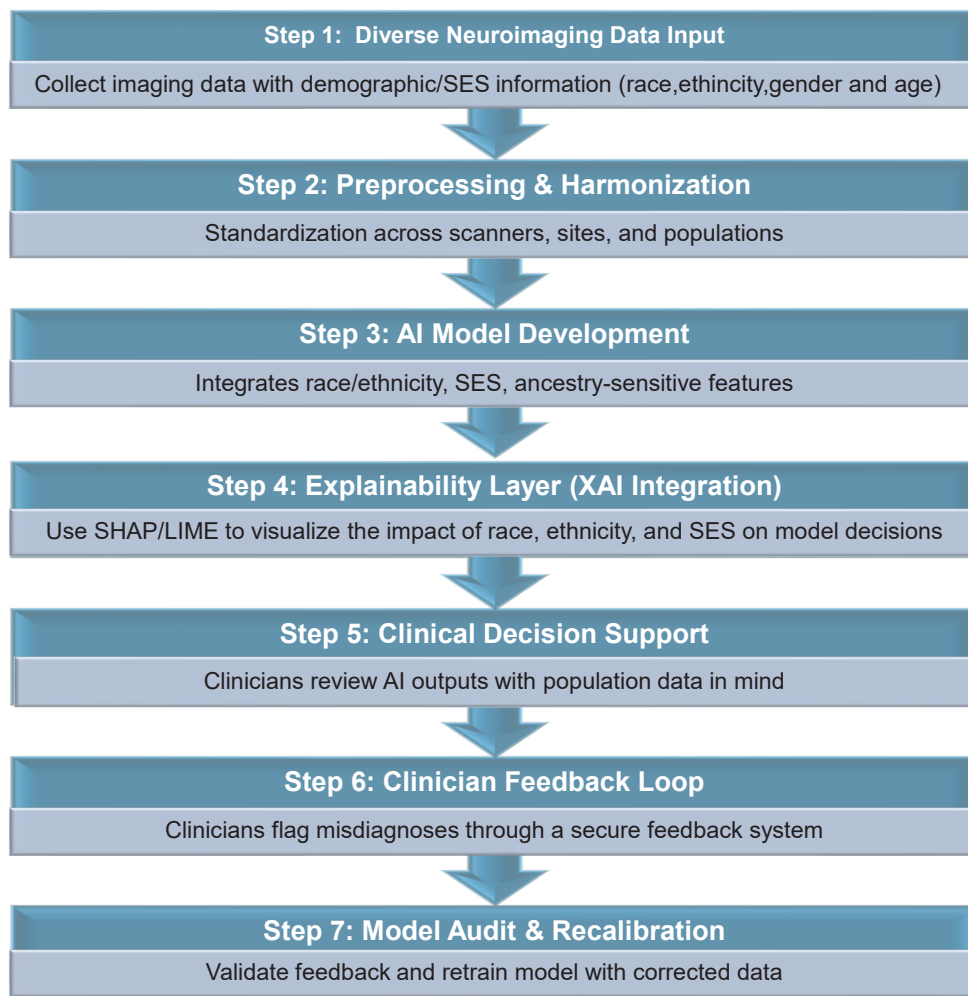 Step 1: Diverse Neuroimaging Data Input
Collect imaging data with demographic/SES information (race,ethincity,gender and age)
Step 2: Preprocessing & Harmonization
Standardization across scanners, sites, and populations
Step 3: AI Model Development
Integrates race/ethnicity, SES, ancestry-sensitive features
Step 4: Explainability Layer (XAI Integration)
Use SHAP/LIME to visualize the impact of race, ethnicity, and SES on model decisions
Step 5: Clinical Decision Support
Clinicians review AI outputs with population data in mind
Step 6: Clinician Feedback Loop
Clinicians flag misdiagnoses through a secure feedback system
Step 7: Model Audit & Recalibration
Validate feedback and retrain model with corrected data